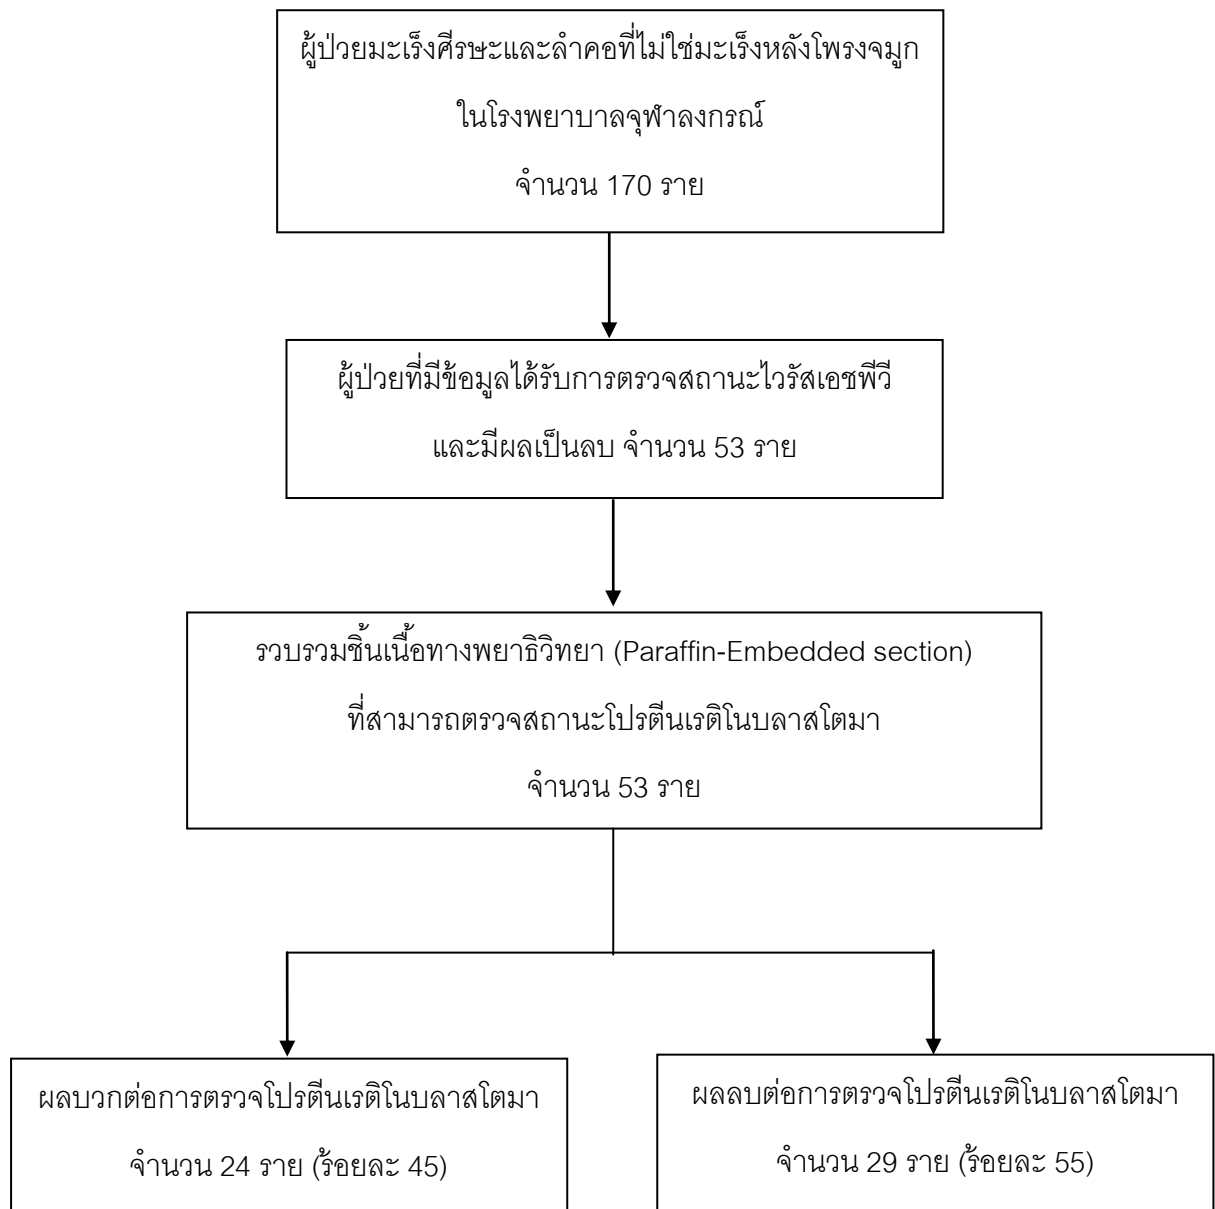 ผู้ป่วยมะเร็งศีรษะและลำคอที่ไม่ใช่มะเร็งหลังโพรงจมูก
ในโรงพยาบาลจุฬาลงกรณ์
จำนวน 170 ราย
ผู้ป่วยที่มีข้อมูลได้รับการตรวจสถานะไวรัสเอชพีวี
และมีผลเป็นลบ จำนวน 53 ราย
รวบรวมชิ้นเนื้อทางพยาธิวิทยา (Paraffin-Embedded section)
ที่สามารถตรวจสถานะโปรตีนเรติโนบลาสโตมา
จำนวน 53 ราย
ผลบวกต่อการตรวจโปรตีนเรติโนบลาสโตมา
จำนวน 24 ราย (ร้อยละ 45)
ผลลบต่อการตรวจโปรตีนเรติโนบลาสโตมา
จำนวน 29 ราย (ร้อยละ 55)